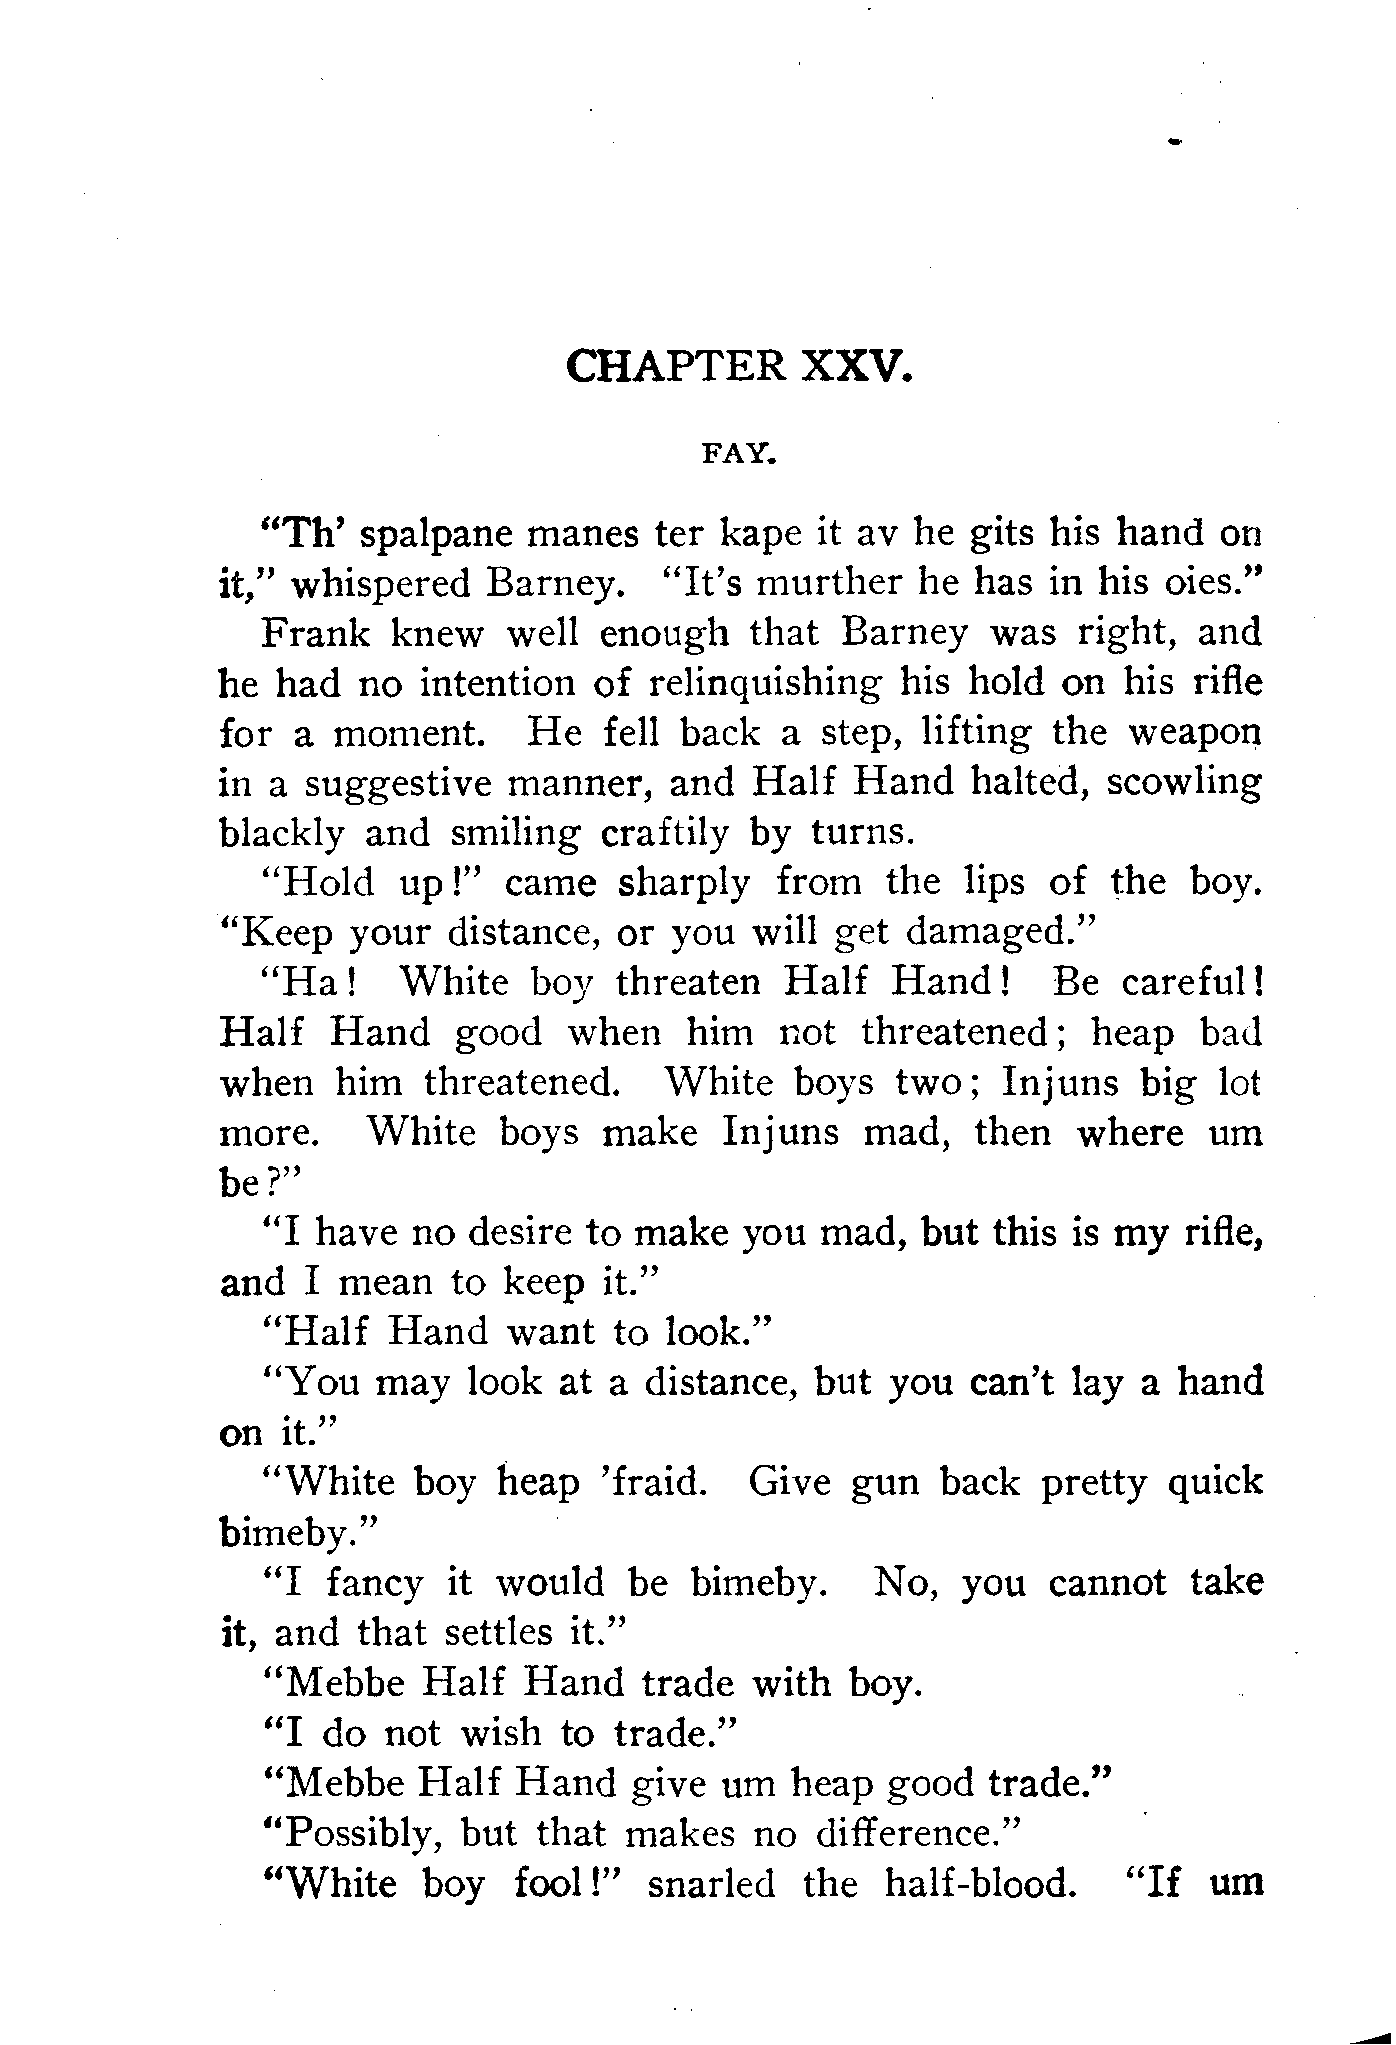 CHAPTER XXV.
FAY.
“Th’ spalpane manes ter kape it av he gits his hand on
it,” whispered Barney. “It’s murther he has in his oies.”
Frank knew well enough that Barney was right, and
he had no intention of relinquishing his hold on his rifle
for a moment. He fell back a step, lifting the weapon
in a suggestive manner, and Half Hand halted, scowling
blackly and smiling craftily by turns.
“Hold up!” came sharply from the lips of the boy.
“Keep your distance, or you will get damaged.”
“Ha! White boy threaten Half Hand! Be careful!
Half Hand good when him not threatened; heap bad
when him threatened. White boys two; Injuns big lot
more. White boys make Injuns mad, then where um
be?”
“I have no desire to make you mad, but this is my rifle,
and I mean to keep it.”
“Half Hand want to look.”
“You may look at a distance, but you can’t lay a hand
on it.”
“White boy heap ’fraid. Give gun back pretty quick
bimeby.”
“I fancy it would be bimeby. No, you cannot take
it, and that settles it.”
“Mebbe Half Hand trade with boy.
“I do not wish to trade.”
“Mebbe Half Hand give um heap good trade.”
“Possibly, but that makes no difference.”
“White boy fool!” snarled the half-blood. “If um